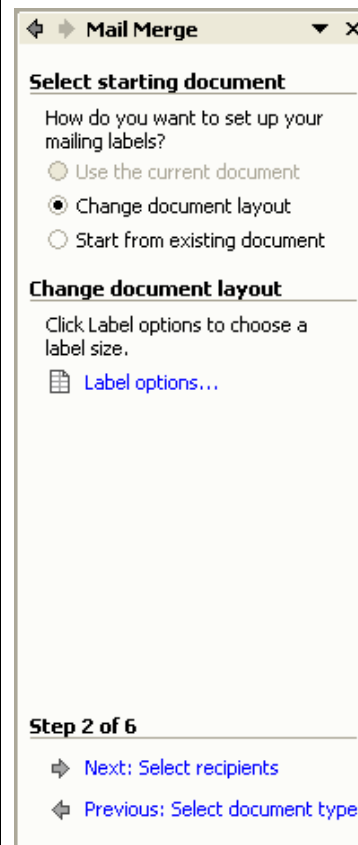 Mail Merge
Select starting document
How do you want to set up your
mailing labels?
Use the current document
Change document layout
Start from existing document
Change document layout
Click Label options to choose a
label size.
Label options...
Step 2 of 6
Next: Select recipients
Previous: Select document type